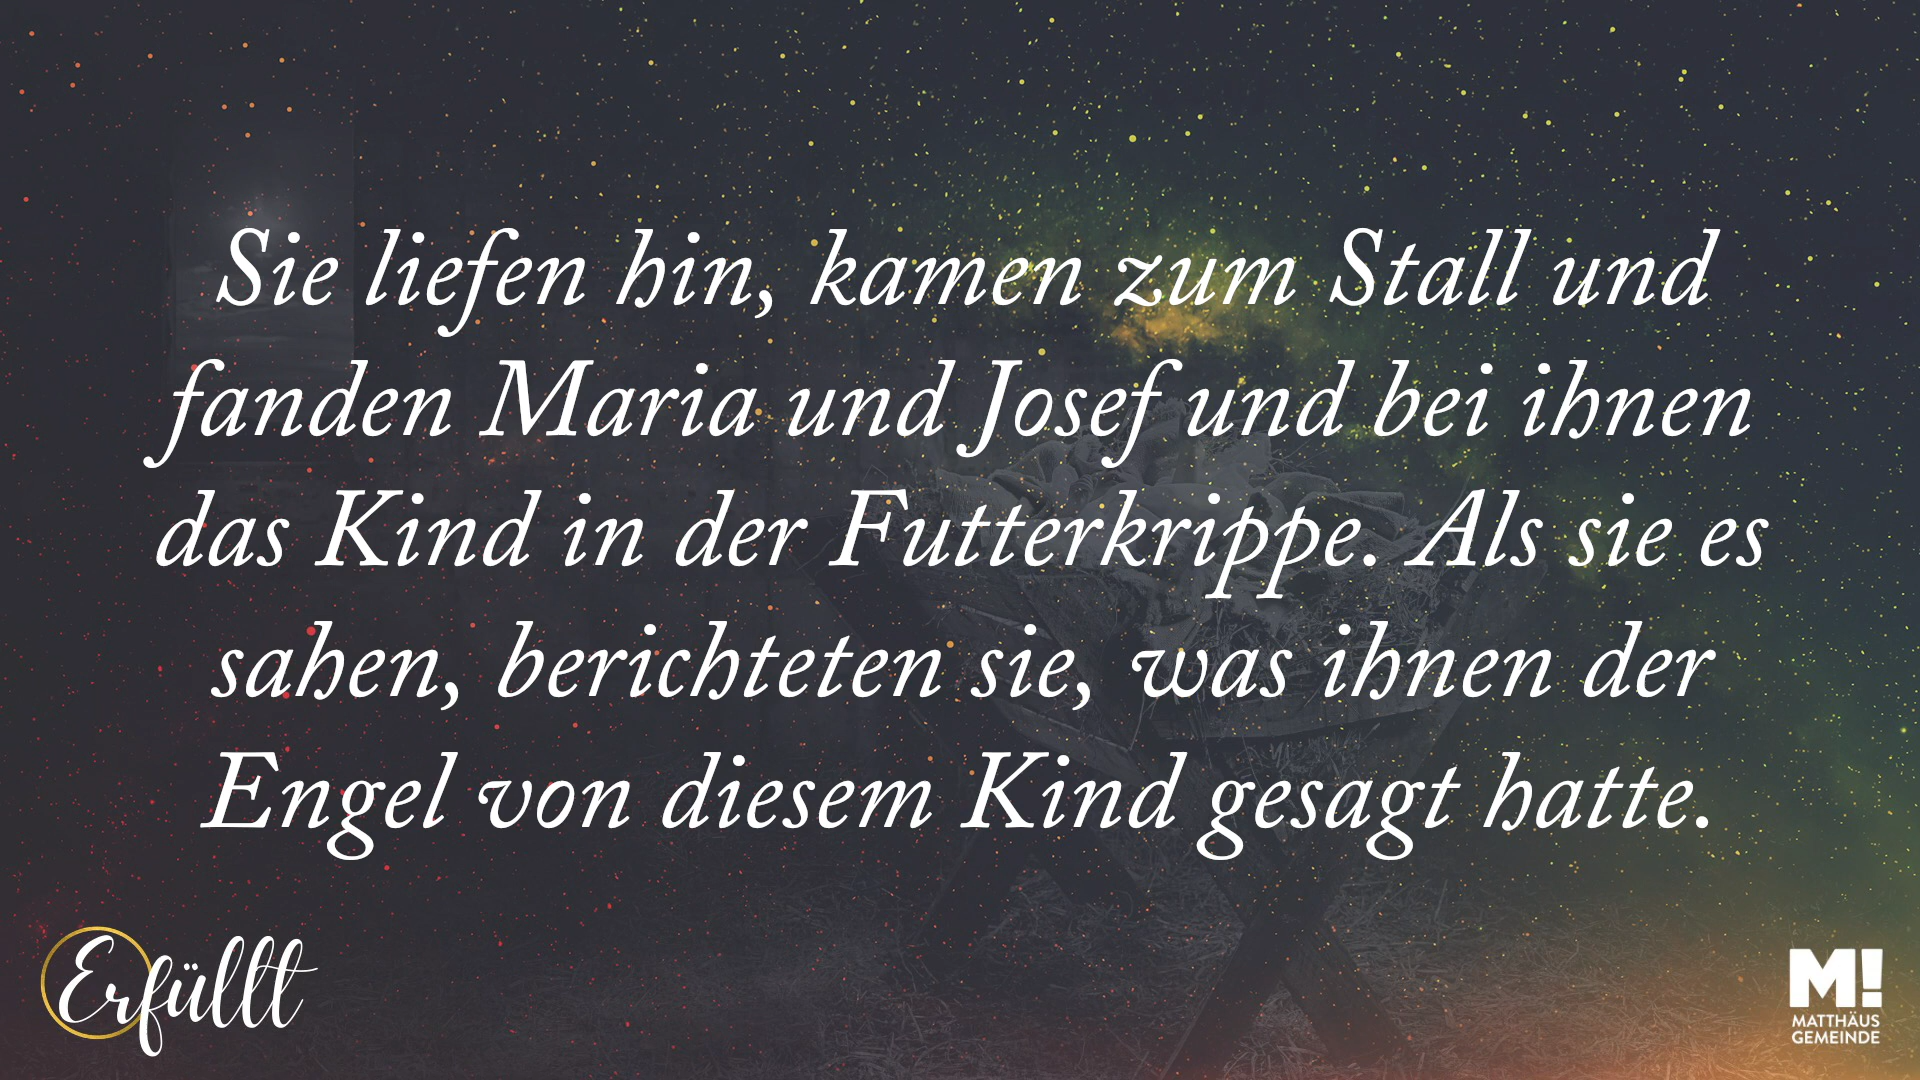 Sie liefen hin, kamen zum Stall und
fanden Maria und Josef und bei ihnen
das Kind in der Futterkrippe. Als sie es
sahen, berichteten sie, was ihnen der
Engel von diesem Kind gesagt hatte.
Erfüllt
M!
MATTHÄUS
GEMEINDE